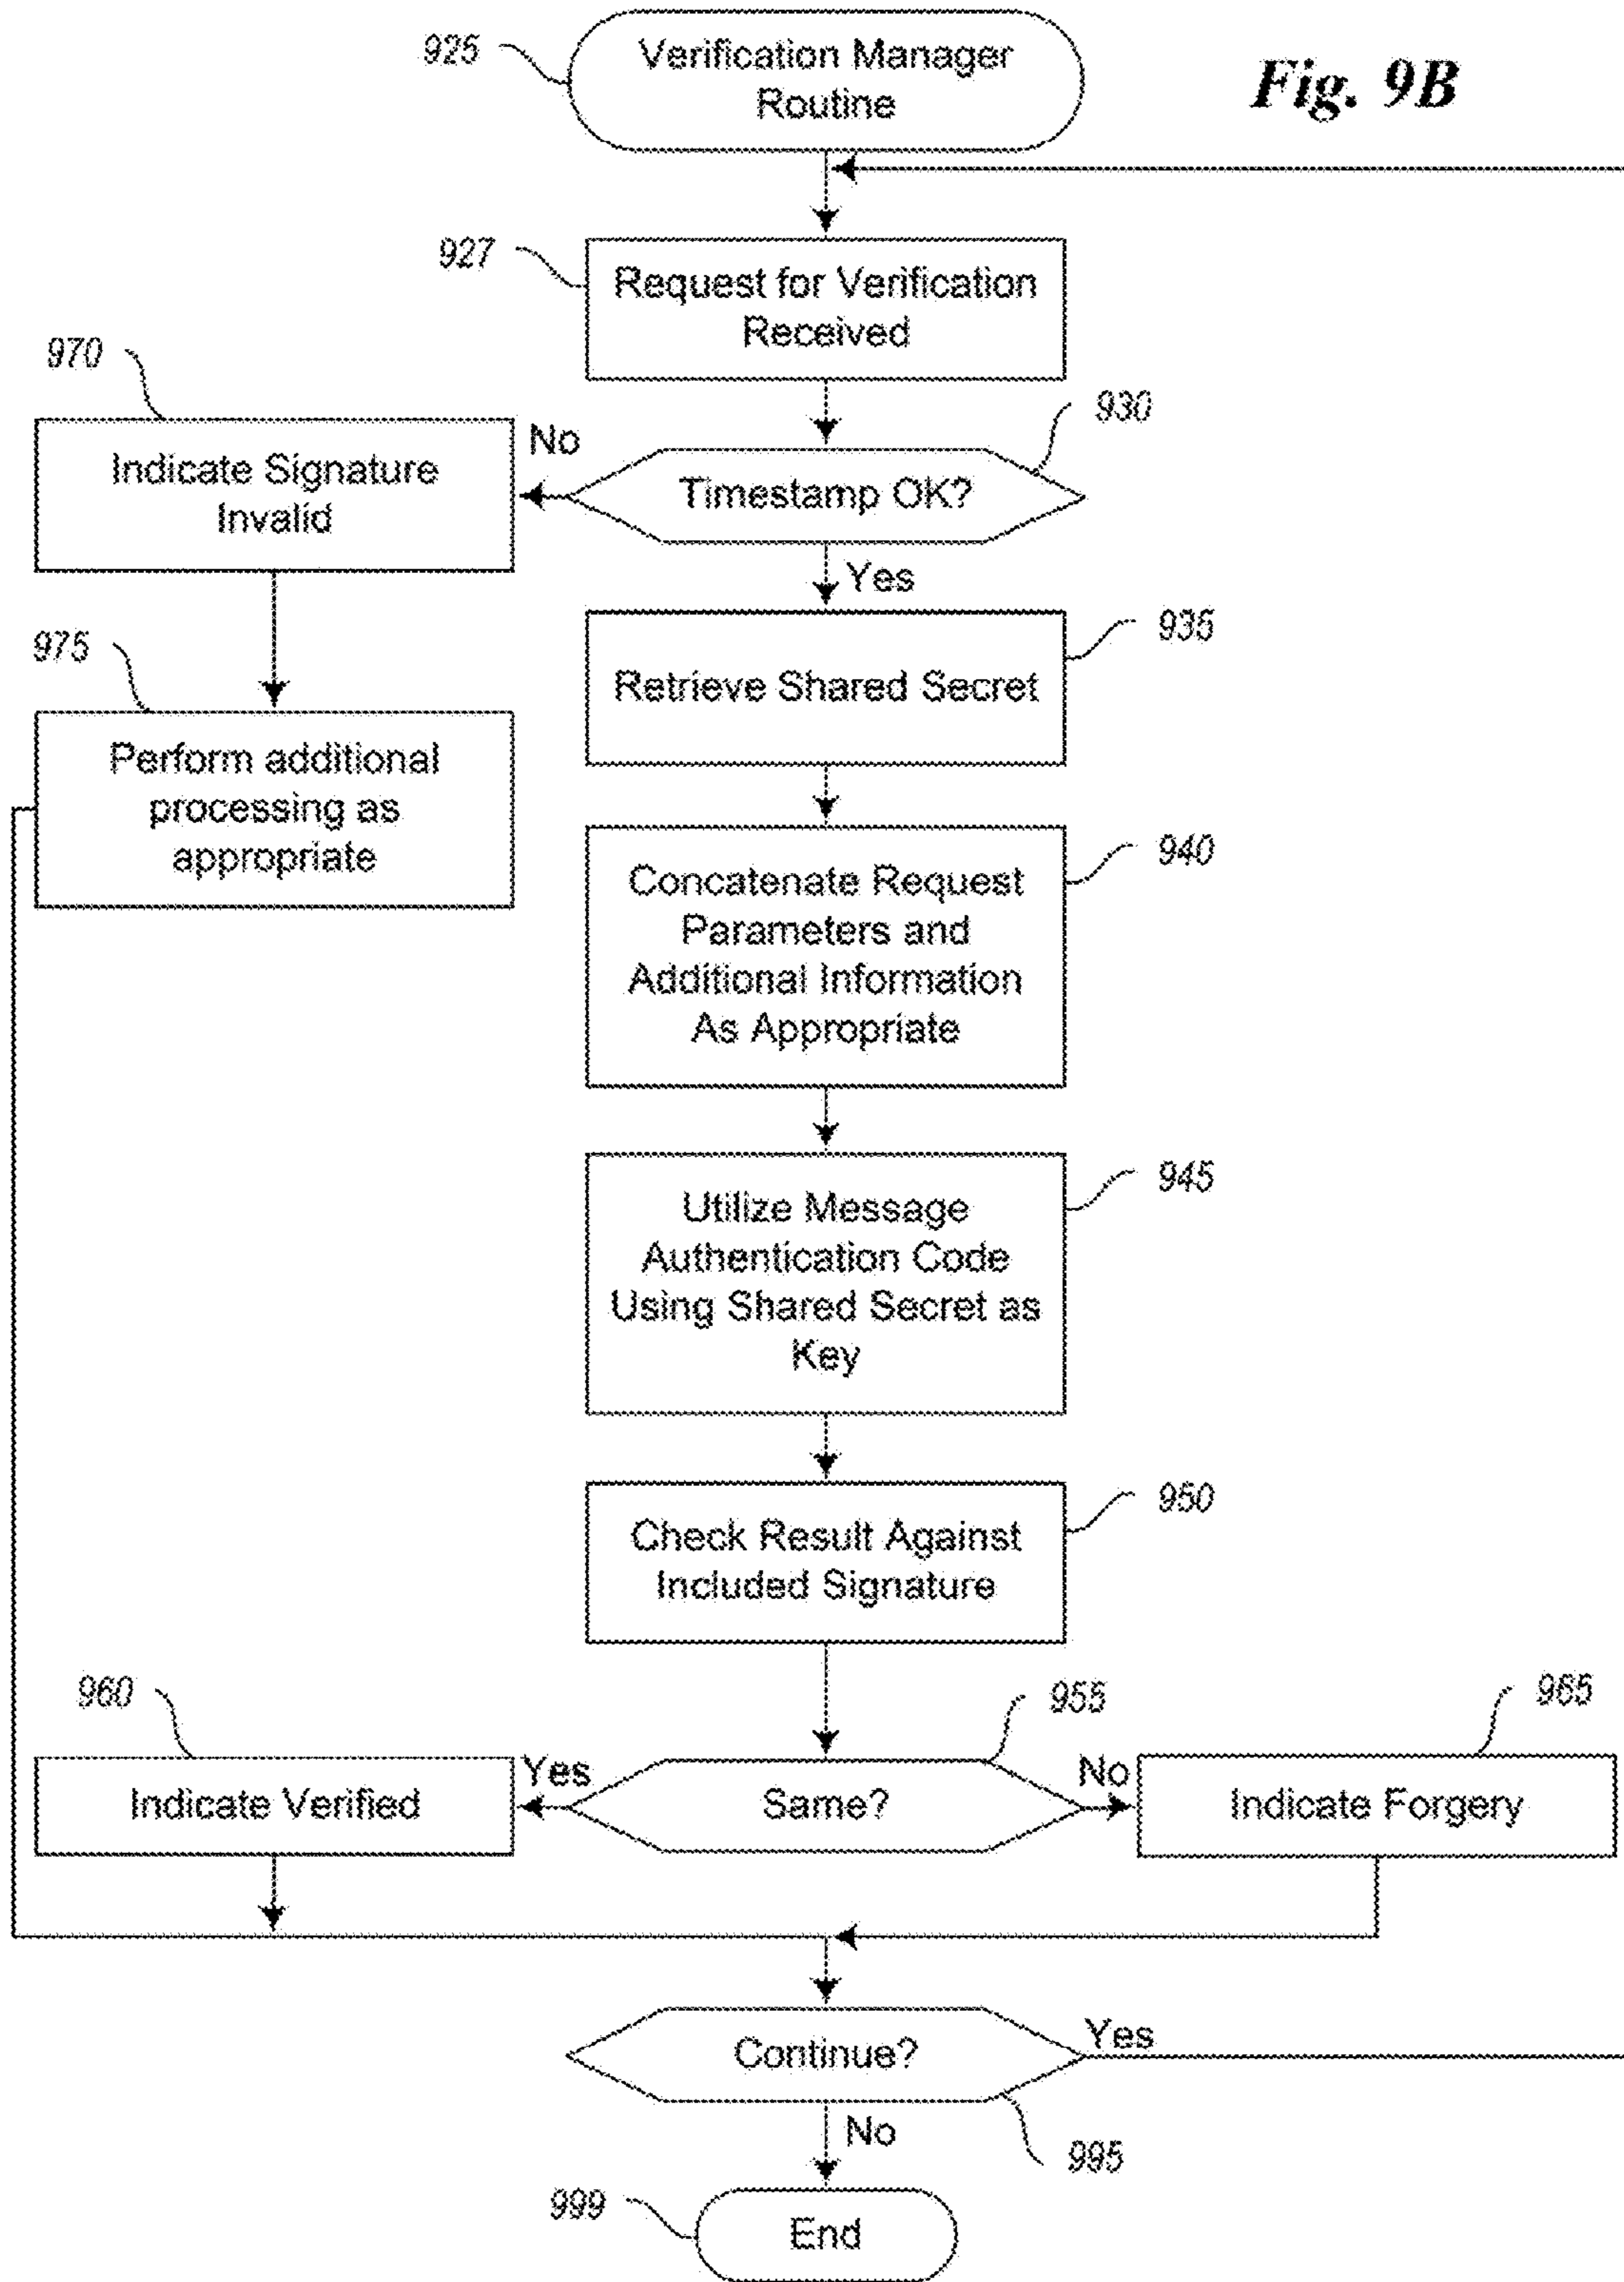 925
Verification Manager
Routine
Fig. 9B
927
Request for Verification
Received
970
930
No
Indicate Signature
Invalid
Timestamp OK?
Yes
935
975
Retrieve Shared Secret
Perform additional
processing as
appropriate
940
Concatenate Request
Parameters and
Additional Information
As Appropriate
945
Utilize Message
Authentication Code
Using Shared Secret as
Key
950
Check Result Against
Included Signature
960
955
965
Yes
No
Indicate Verified
Same?
Indicate Forgery
Continue?
Yes
No
995
999
End